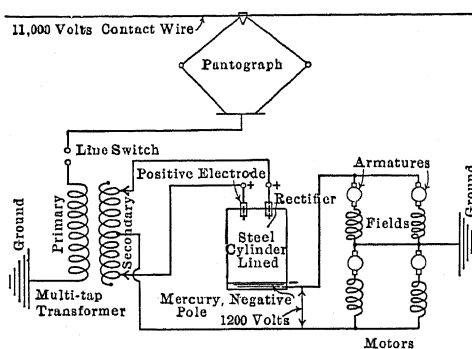 11,000 Volts Contact Wire
Pantograph
Line Switch
Positive Electrode
+ +
Rectifier
Armatures
Ground
Primary
Secondary
Steel
Cylinder
Lined
Fields
Ground
Multi-tap
Transformer
Mercury, Negative
Pole
1200 Volts
Motors